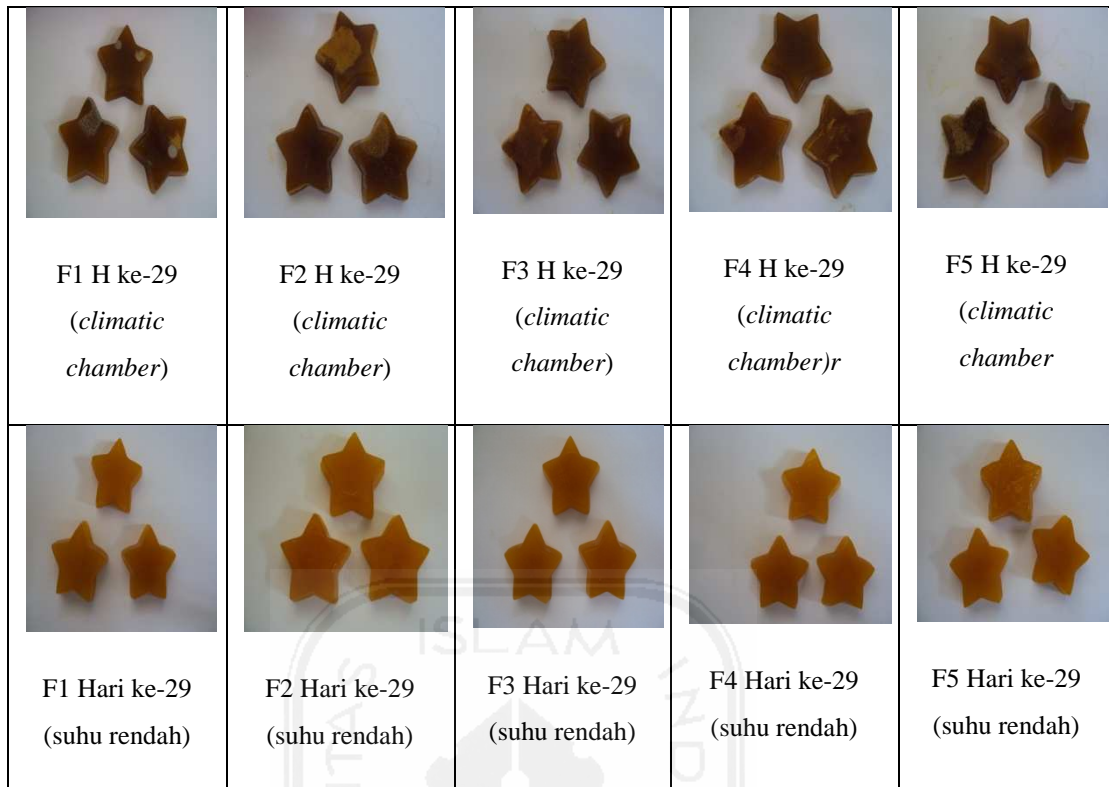 F1 H ke-29
(climatic
chamber)
F2 H ke-29
(climatic
chamber)
F3 H ke-29
(climatic
chamber)
F4 H ke-29
(climatic
chamber)r
F5 H ke-29
(climatic
chamber
F1 Hari ke-29
(suhu rendah)
F2 Hari ke-29
(suhu rendah)
F3 Hari ke-29
(suhu rendah)
F4 Hari ke-29
(suhu rendah)
F5 Hari ke-29
(suhu rendah)
ISLAM